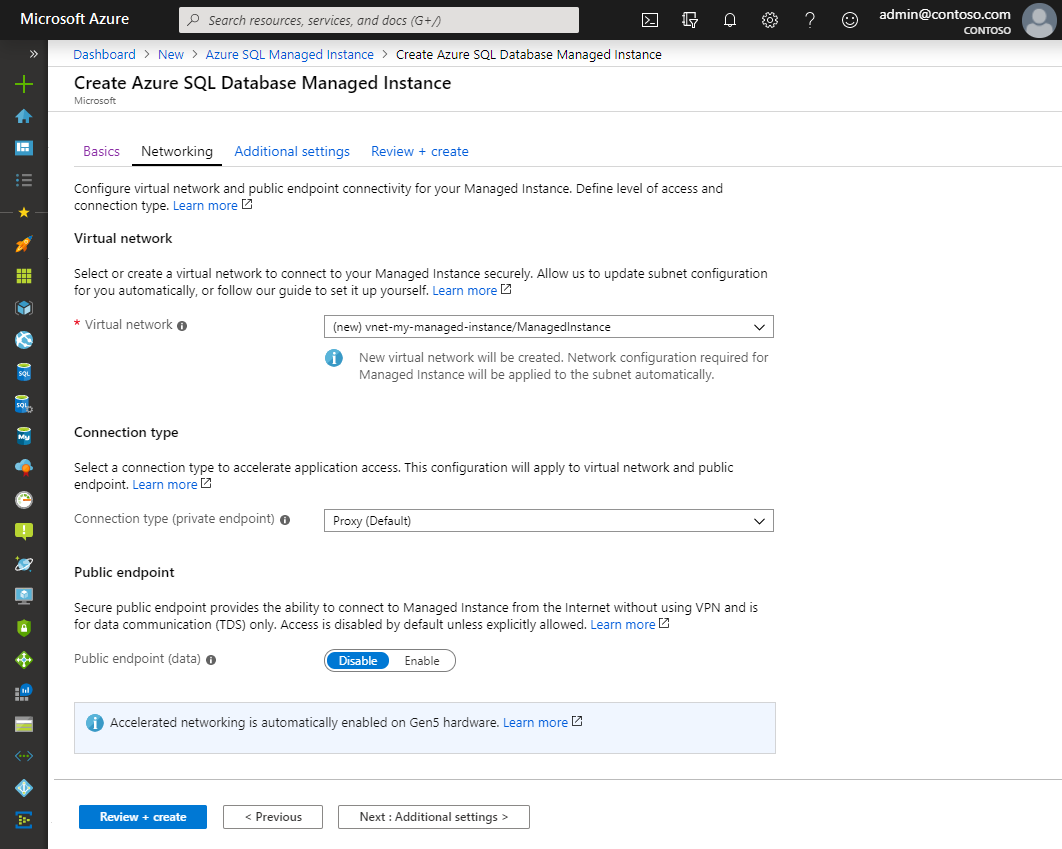 Microsoft Azure
Search resources, services, and docs (G+/)
admin@contoso.com
CONTOSO
Dashboard > New > Azure SQL Managed Instance > Create Azure SQL Database Managed Instance
Create Azure SQL Database Managed Instance
Microsoft
Basics Networking Additional settings Review + create
Configure virtual network and public endpoint connectivity for your Managed Instance. Define level of access and
connection type. Learn more
Virtual network
Select or create a virtual network to connect to your Managed Instance securely. Allow us to update subnet configuration
for you automatically, or follow our guide to set it up yourself. Learn more
* Virtual network
(new) vnet-my-managed-instance/ManagedInstance
New virtual network will be created. Network configuration required for
Managed Instance will be applied to the subnet automatically.
Connection type
Select a connection type to accelerate application access. This configuration will apply to virtual network and public
endpoint. Learn more
Connection type (private endpoint)
Proxy (Default)
Public endpoint
Secure public endpoint provides the ability to connect to Managed Instance from the Internet without using VPN and is
for data communication (TDS) only. Access is disabled by default unless explicitly allowed. Learn more
Public endpoint (data)
Disable Enable
Accelerated networking is automatically enabled on Gen5 hardware. Learn more
Review + create
< Previous
Next : Additional settings >
SQL
SQL
My